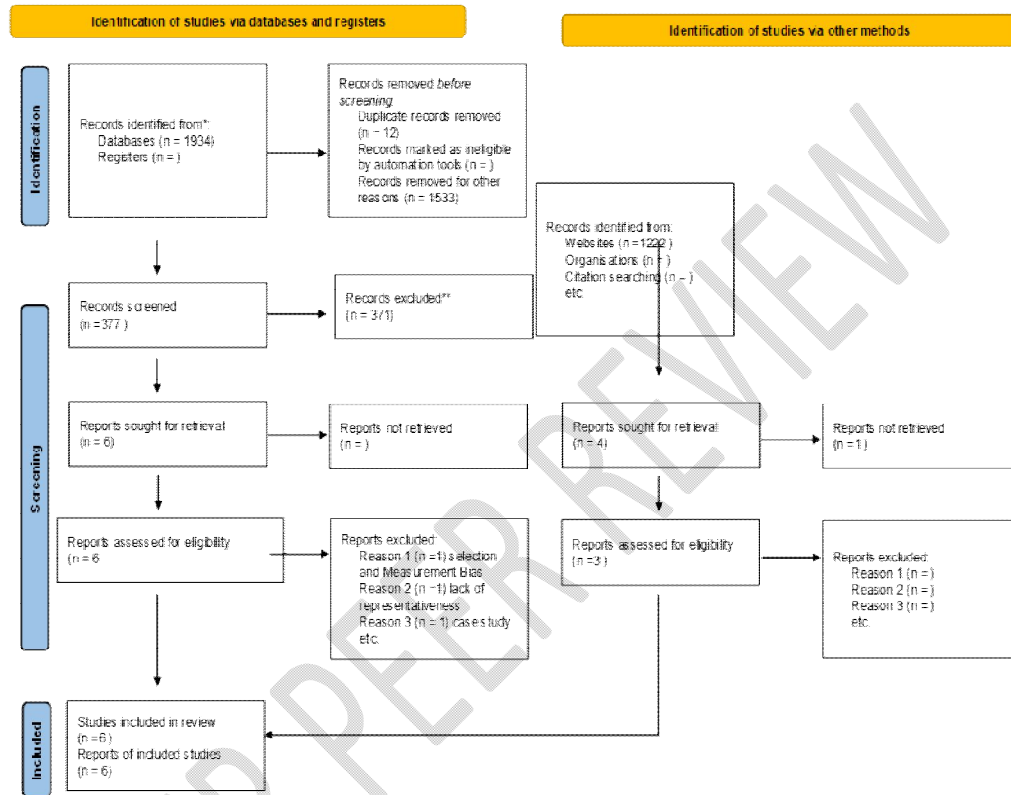 Identification of studies via databases and registers
Identification of studies via other methods
Identification
Records identified from*:
Databases (n = 1934)
Registers (n = )
Records removed before
screening:
Duplicate records removed
(n = 12)
Records marked as ineligible
by automation tools (n = )
Records removed for other
reasons (n = 1533)
Records identified from:
Websites (n =1222 )
Organisations (n = )
Citation searching (n = )
etc.
Screening
Records screened
(n =377 )
Records excluded**
(n = 371)
Reports sought for retrieval
(n = 6)
Reports not retrieved
(n = )
Reports sought for retrieval
(n = 4)
Reports not retrieved
(n = 1 )
Reports assessed for eligibility
(n = 6
Reports excluded:
Reason 1 (n =1) selection
and Measurement Bias
Reason 2 (n =1) lack of
representativeness
Reason 3 (n = 1) case study
etc.
Reports assessed for eligibility
(n =3 )
Reports excluded:
Reason 1 (n = )
Reason 2 (n = )
Reason 3 (n = )
etc.
Included
Studies included in review
(n =6 )
Reports of included studies
(n = 6)
PEER REVIEW